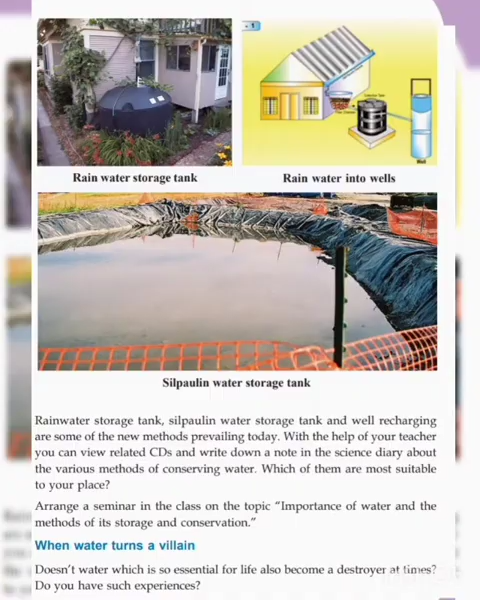 Rain water storage tank
Rain water into wells
Well
Silpaulin water storage tank
Rainwater storage tank, silpaulin water storage tank and well recharging
are some of the new methods prevailing today. With the help of your teacher
you can view related CDs and write down a note in the science diary about
the various methods of conserving water. Which of them are most suitable
to your place?
Arrange a seminar in the class on the topic “Importance of water and the
methods of its storage and conservation.”
When water turns a villain
Doesn't water which is so essential for life also become a destroyer at times?
Do you have such experiences?